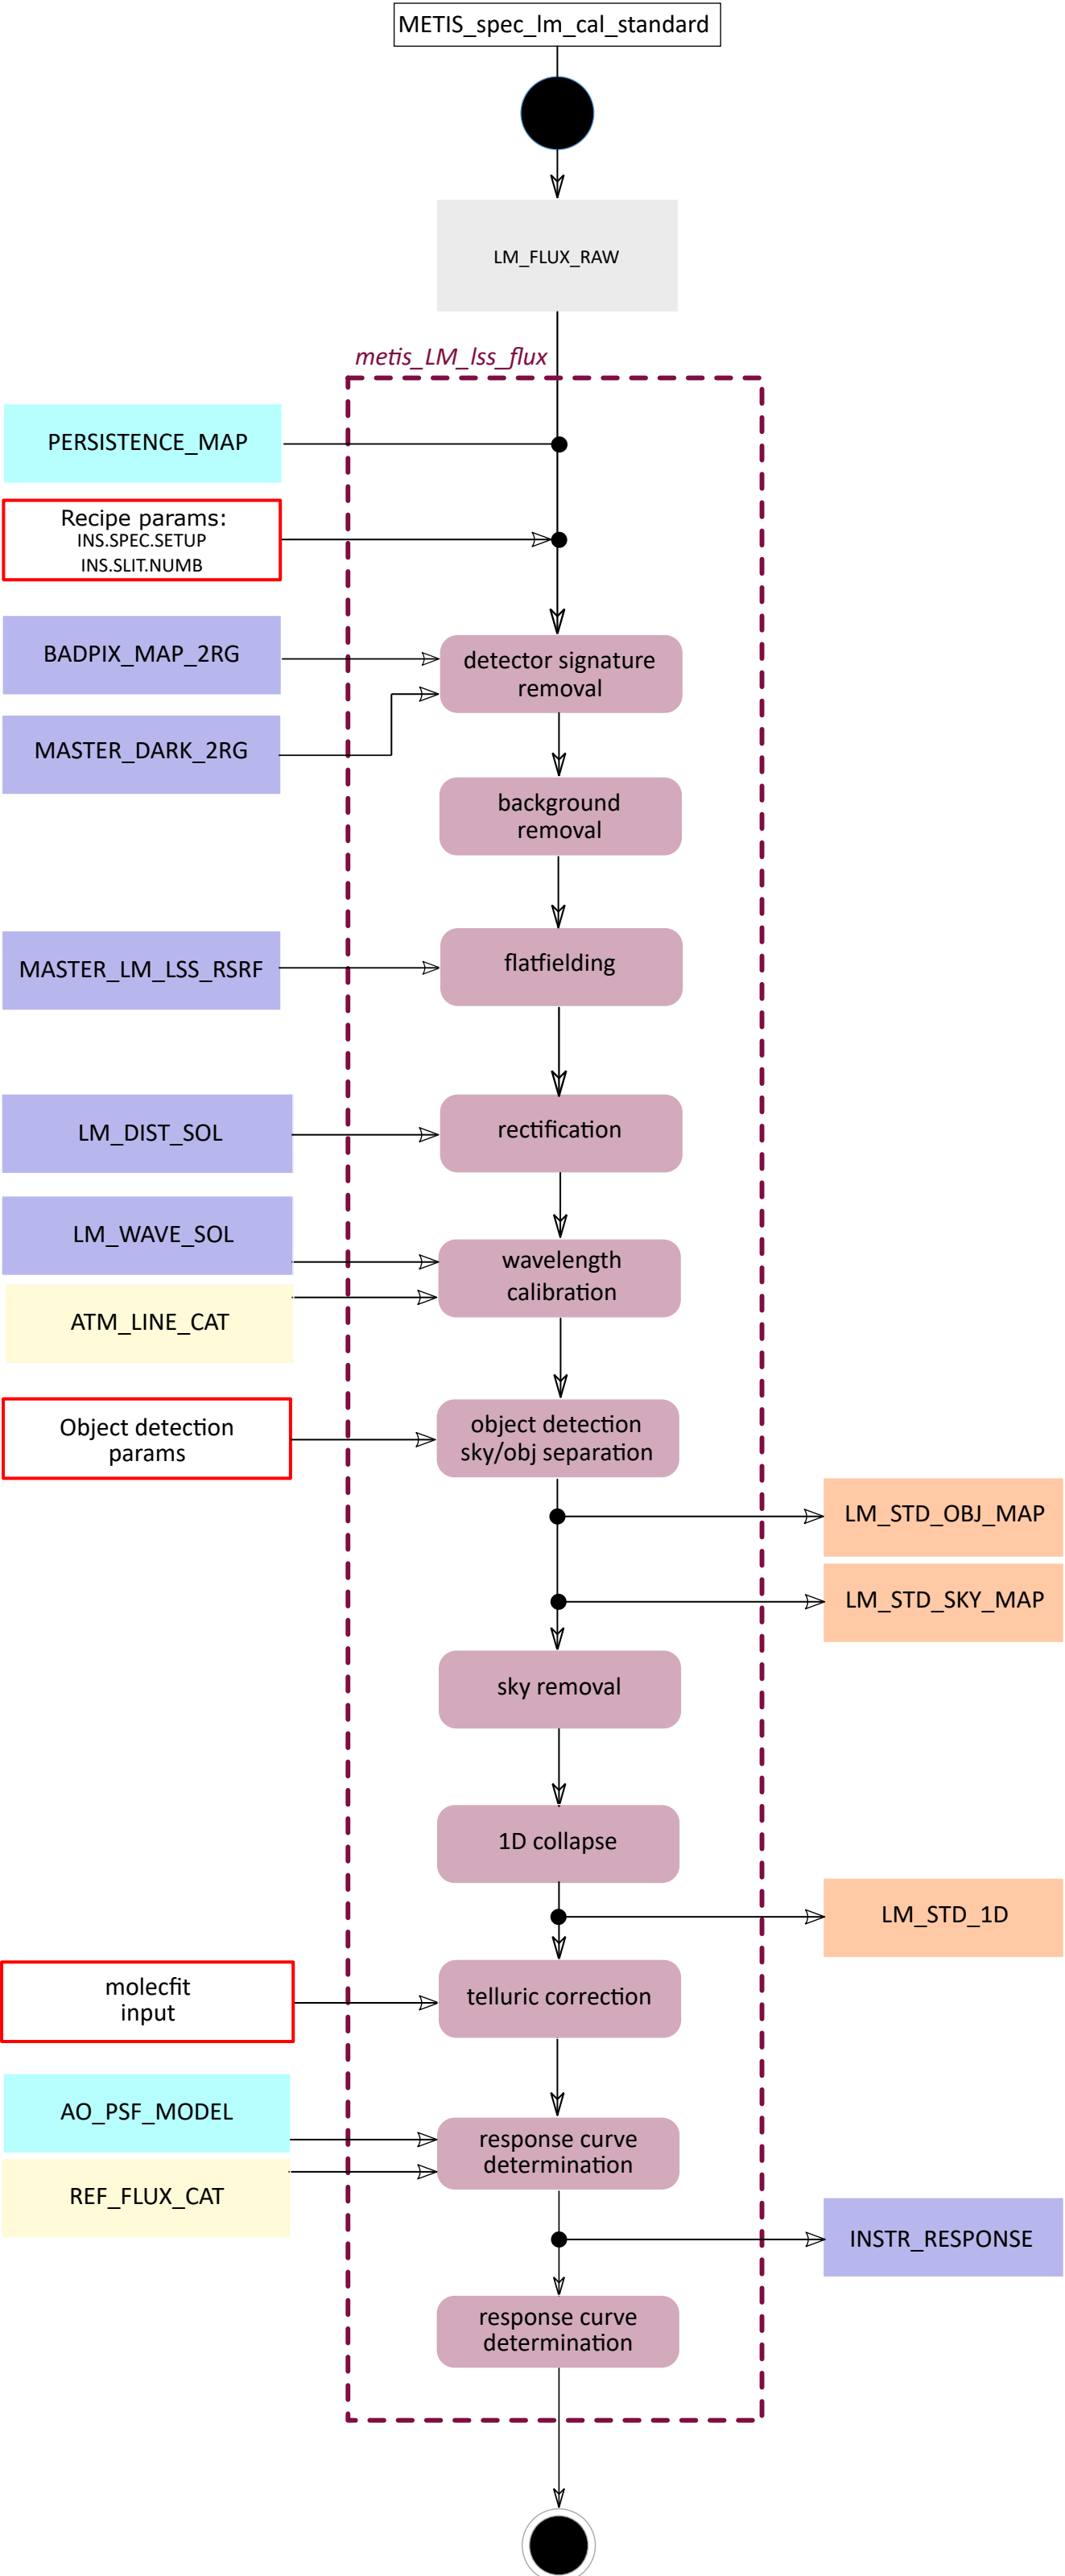 METIS_spec_lm_cal_standard
LM_FLUX_RAW
metis_LM_lss_flux
PERSISTENCE_MAP
Recipe params:
INS.SPEC.SETUP
INS.SLIT.NUMB
BADPIX_MAP_2RG
detector signature
removal
MASTER_DARK_2RG
background
removal
MASTER_LM_LSS_RSRF
flatfielding
LM_DIST_SOL
rectification
LM_WAVE_SOL
wavelength
calibration
ATM_LINE_CAT
Object detection
params
object detection
sky/obj separation
LM_STD_OBJ_MAP
LM_STD_SKY_MAP
sky removal
1D collapse
LM_STD_1D
molecfit
input
telluric correction
AO_PSF_MODEL
response curve
determination
REF_FLUX_CAT
INSTR_RESPONSE
response curve
determination